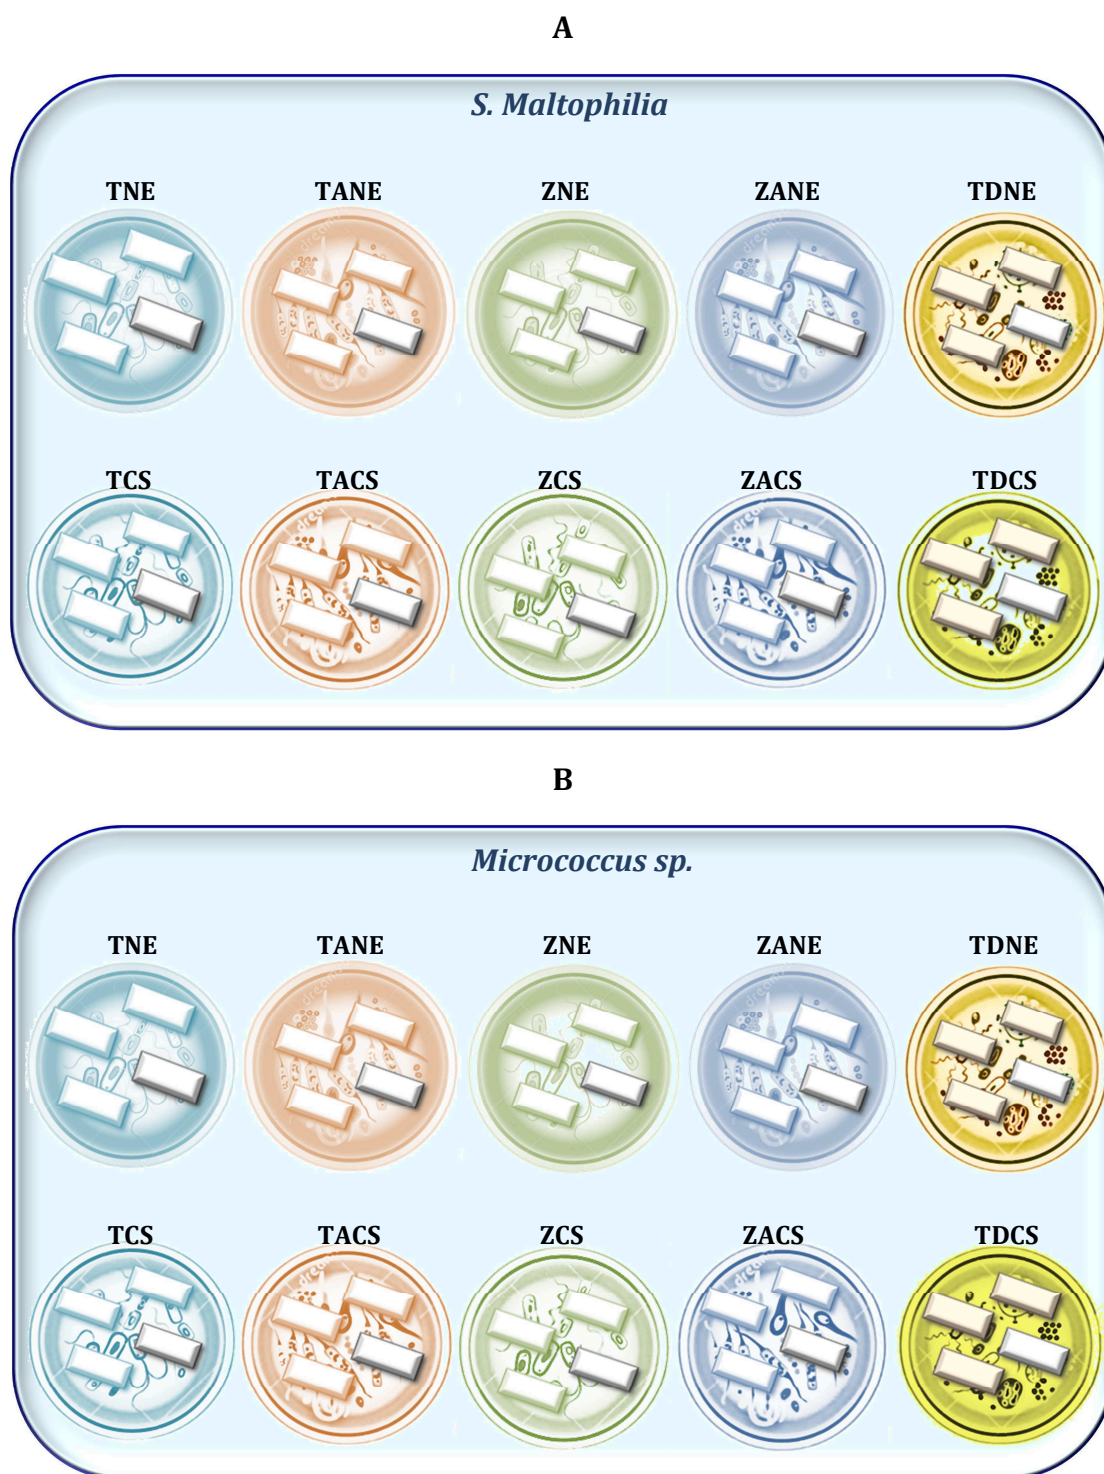 A
S. Maltophilia
TNE TANE ZNE ZANE TDNE
TCS TACS ZCS ZACS TDCS
B
Micrococcus sp.
TNE TANE ZNE ZANE TDNE
TCS TACS ZCS ZACS TDCS